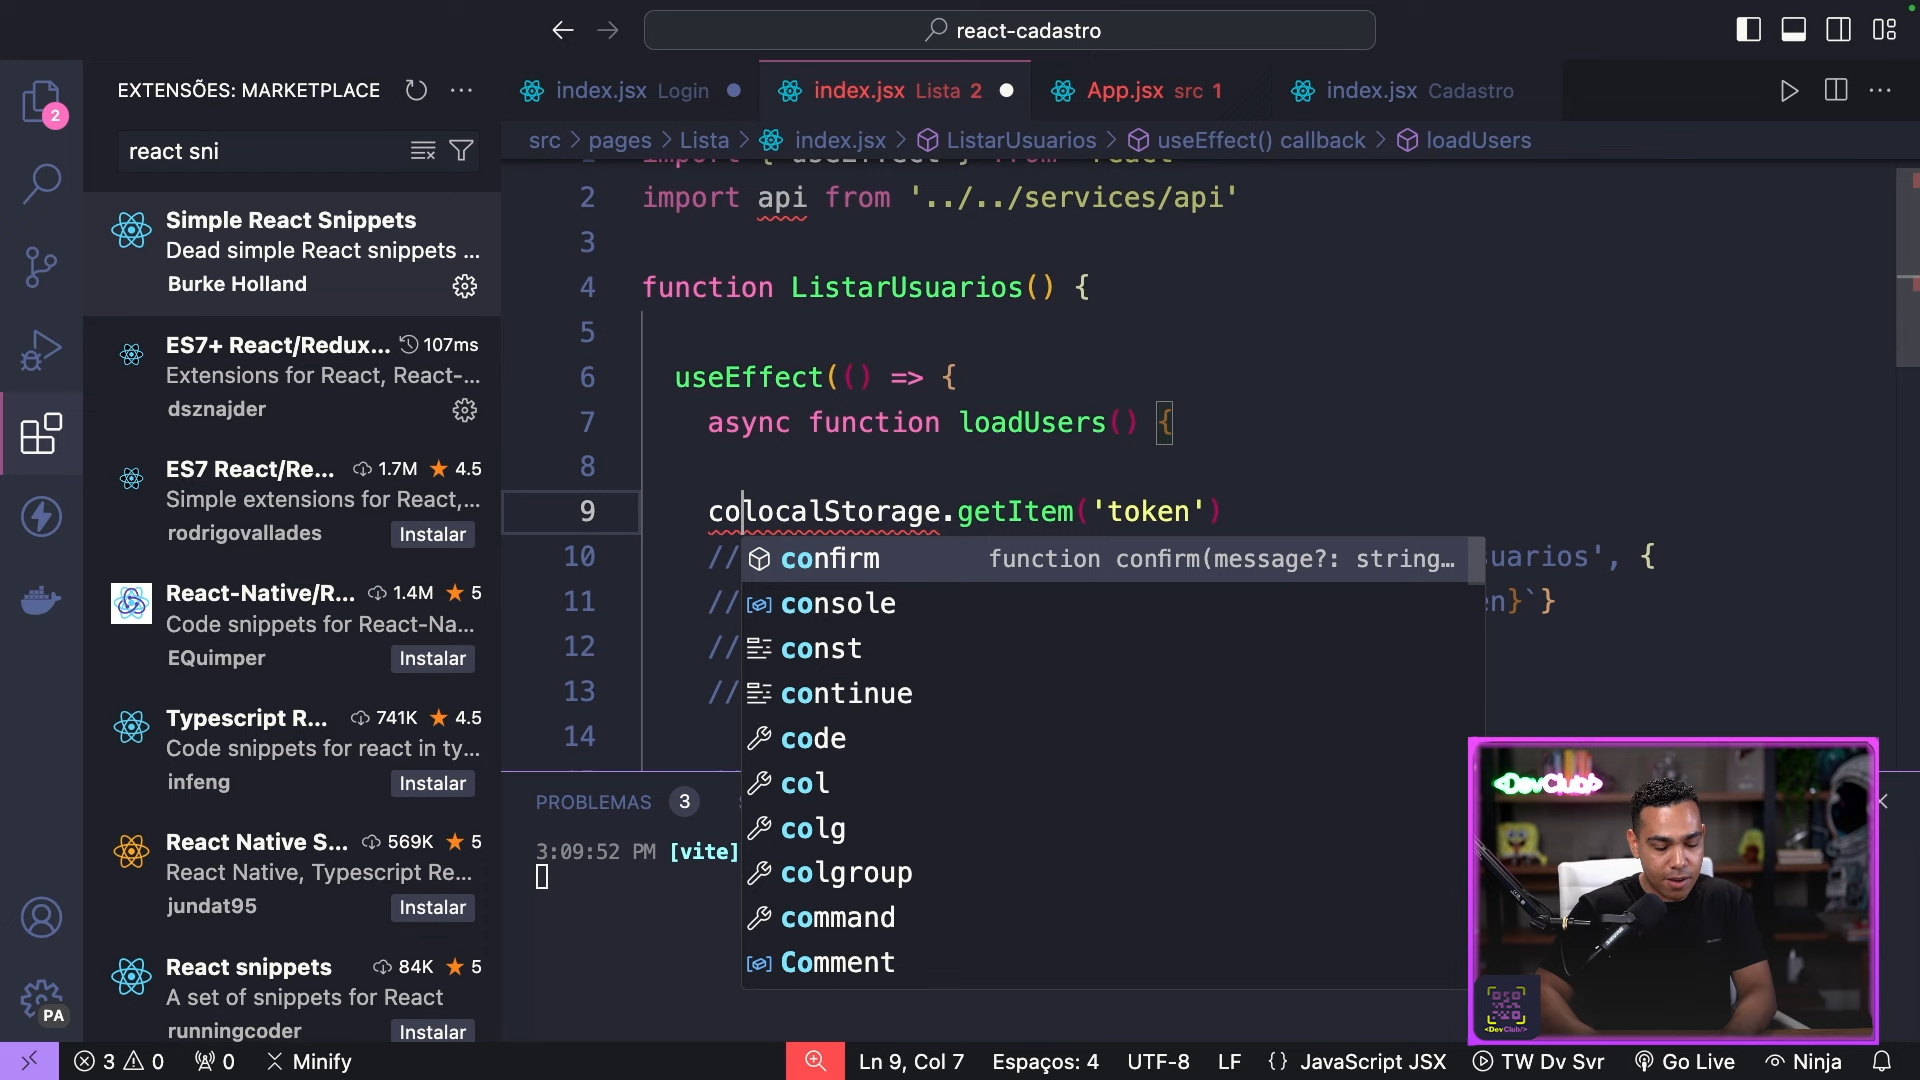 react-cadastro
EXTENSÕES: MARKETPLACE
index.jsx Login
index.jsx Lista 2
App.jsx src 1
index.jsx Cadastro
2
react sni
src > pages > Lista > index.jsx > ListarUsuarios > useEffect() callback > loadUsers
Simple React Snippets
Dead simple React snippets ...
Burke Holland
ES7+ React/Redux... 107ms
Extensions for React, React-...
dsznajder
ES7 React/Re... 1.7M 4.5
Simple extensions for React,...
rodrigovallades Instalar
React-Native/R... 1.4M 5
Code snippets for React-Na...
EQuimper Instalar
Typescript R... 741K 4.5
Code snippets for react in ty...
infeng Instalar
React Native S... 569K 5
React Native, Typescript Re...
jundat95 Instalar
React snippets 84K 5
A set of snippets for React
runningcoder Instalar
PA
2 import api from '../../services/api'
3
4 function ListarUsuarios() {
5
6 useEffect(() => {
7 async function loadUsers() {
8
9 colocalStorage.getItem('token')
10 // uarios', {
11 // en}`}
12 //
13 //
14
confirm function confirm(message?: string…
console
const
continue
code
col
colg
colgroup
command
Comment
PROBLEMAS 3
3:09:52 PM [vite]
<DevClub/>
<DevClub/>
3 0 0 Minify Ln 9, Col 7 Espaços: 4 UTF-8 LF {} JavaScript JSX TW Dv Svr Go Live Ninja